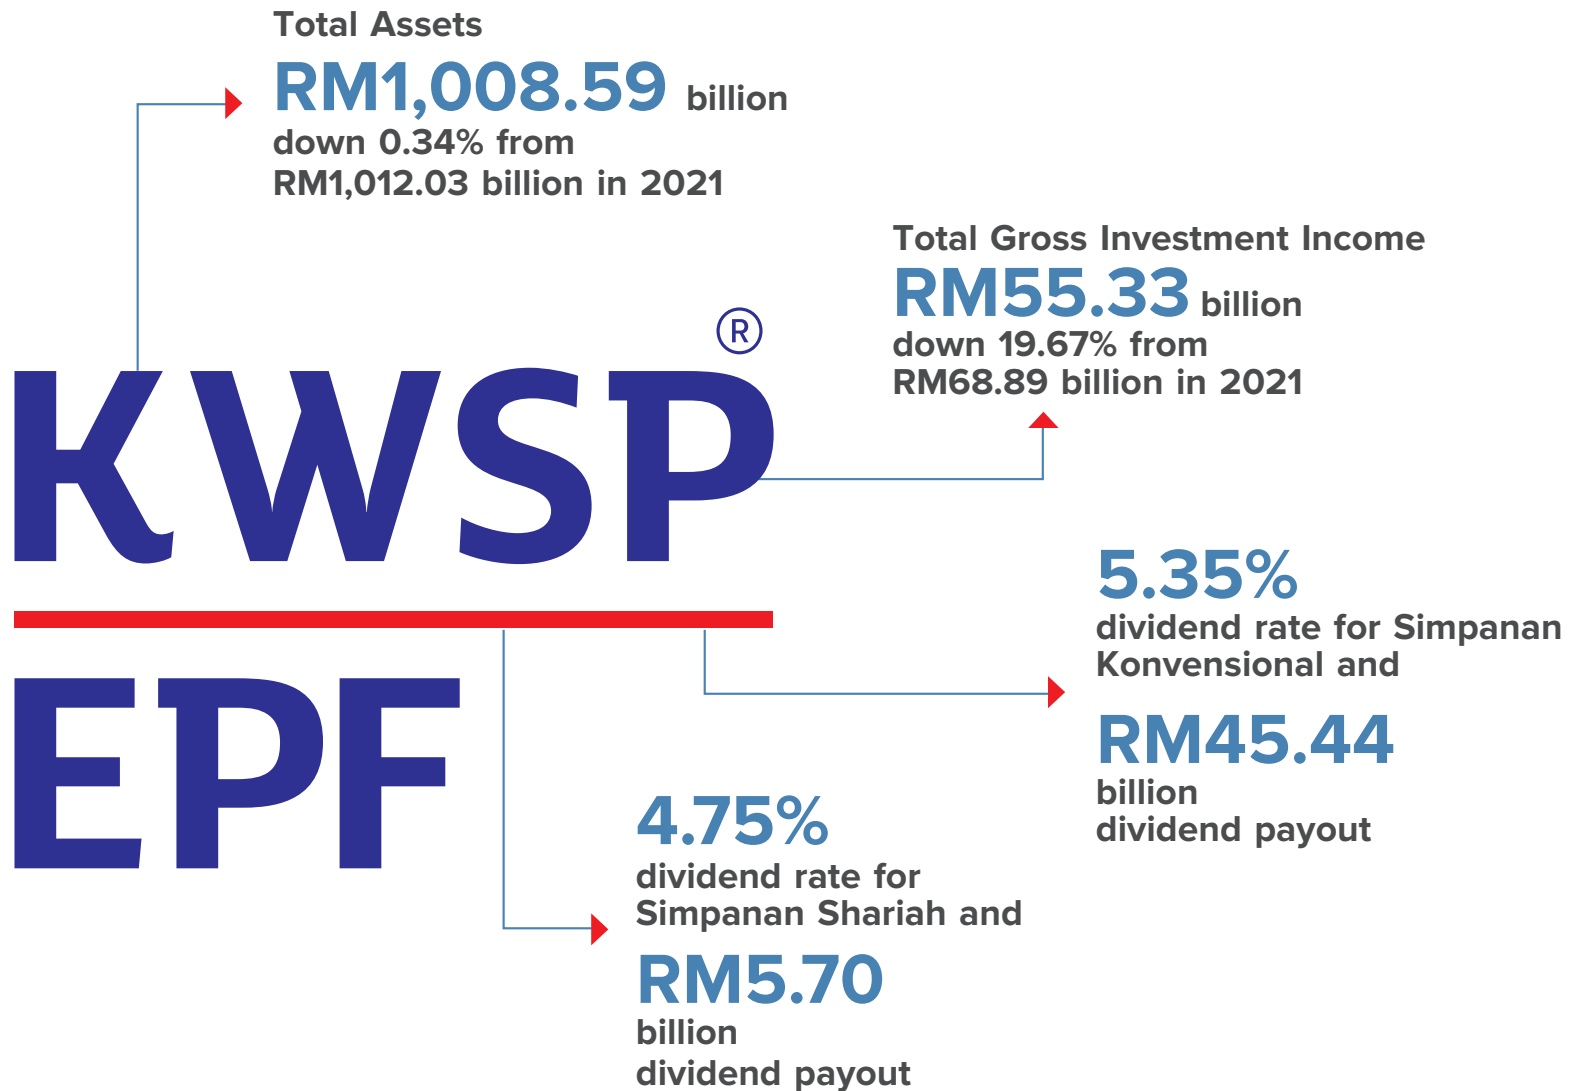 Total Assets
RM1,008.59 billion
down 0.34% from
RM1,012.03 billion in 2021
Total Gross Investment Income
RM55.33 billion
down 19.67% from
RM68.89 billion in 2021
KWSP®
EPF
5.35%
dividend rate for Simpanan
Konvensional and
RM45.44
billion
dividend payout
4.75%
dividend rate for
Simpanan Shariah and
RM5.70
billion
dividend payout